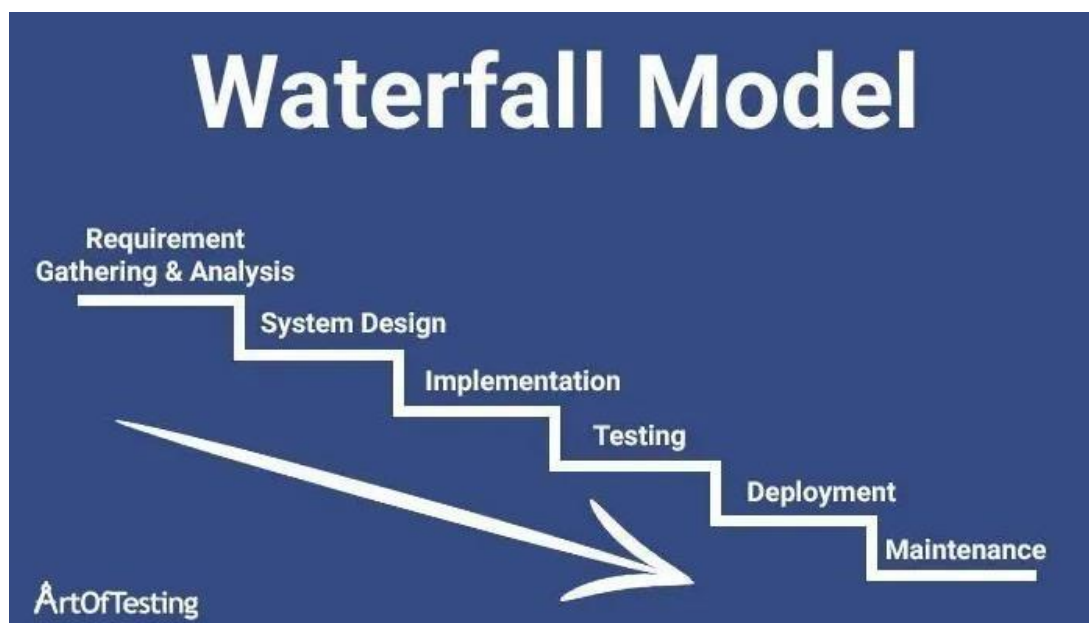 Waterfall Model
Requirement
Gathering & Analysis
System Design
Implementation
Testing
Deployment
Maintenance
ArtOfTesting